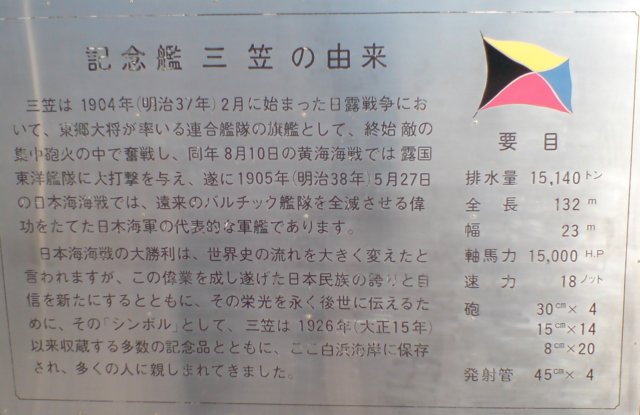 記念艦 三笠の由来
三笠は 1904年(明治37年) 2月に始まった日露戦争にお
いて、東郷大将が率いる連合艦隊の旗艦として、終始 敵の
集中砲火の中で奮戦し、同年 8月10日の黄海海戦では 露国
東洋艦隊に大打撃を与え、遂に1905年(明治38年) 5月27日
の日本海海戦では、遠来のバルチック艦隊を全滅させる偉
功をたてた日本海軍の代表的な軍艦であります。
日本海海戦の大勝利は、世界史の流れを大きく変えたと
言われますが、この偉業を成し遂げた日本民族の誇りと自
信を新たにするとともに、その栄光を永く後世に伝えるた
めに、その「シンボル」として、三笠は 1926年(大正15年)
以来収蔵する多数の記念品とともに、ここ白浜海岸に保存
され、多くの人に親しまれてきました。
要目
排水量 15,140トン
全長 132m
幅 23m
軸馬力 15,000H.P
速力 18ノット
砲 30cm× 4
15cm×14
8cm×20
発射管 45cm× 4